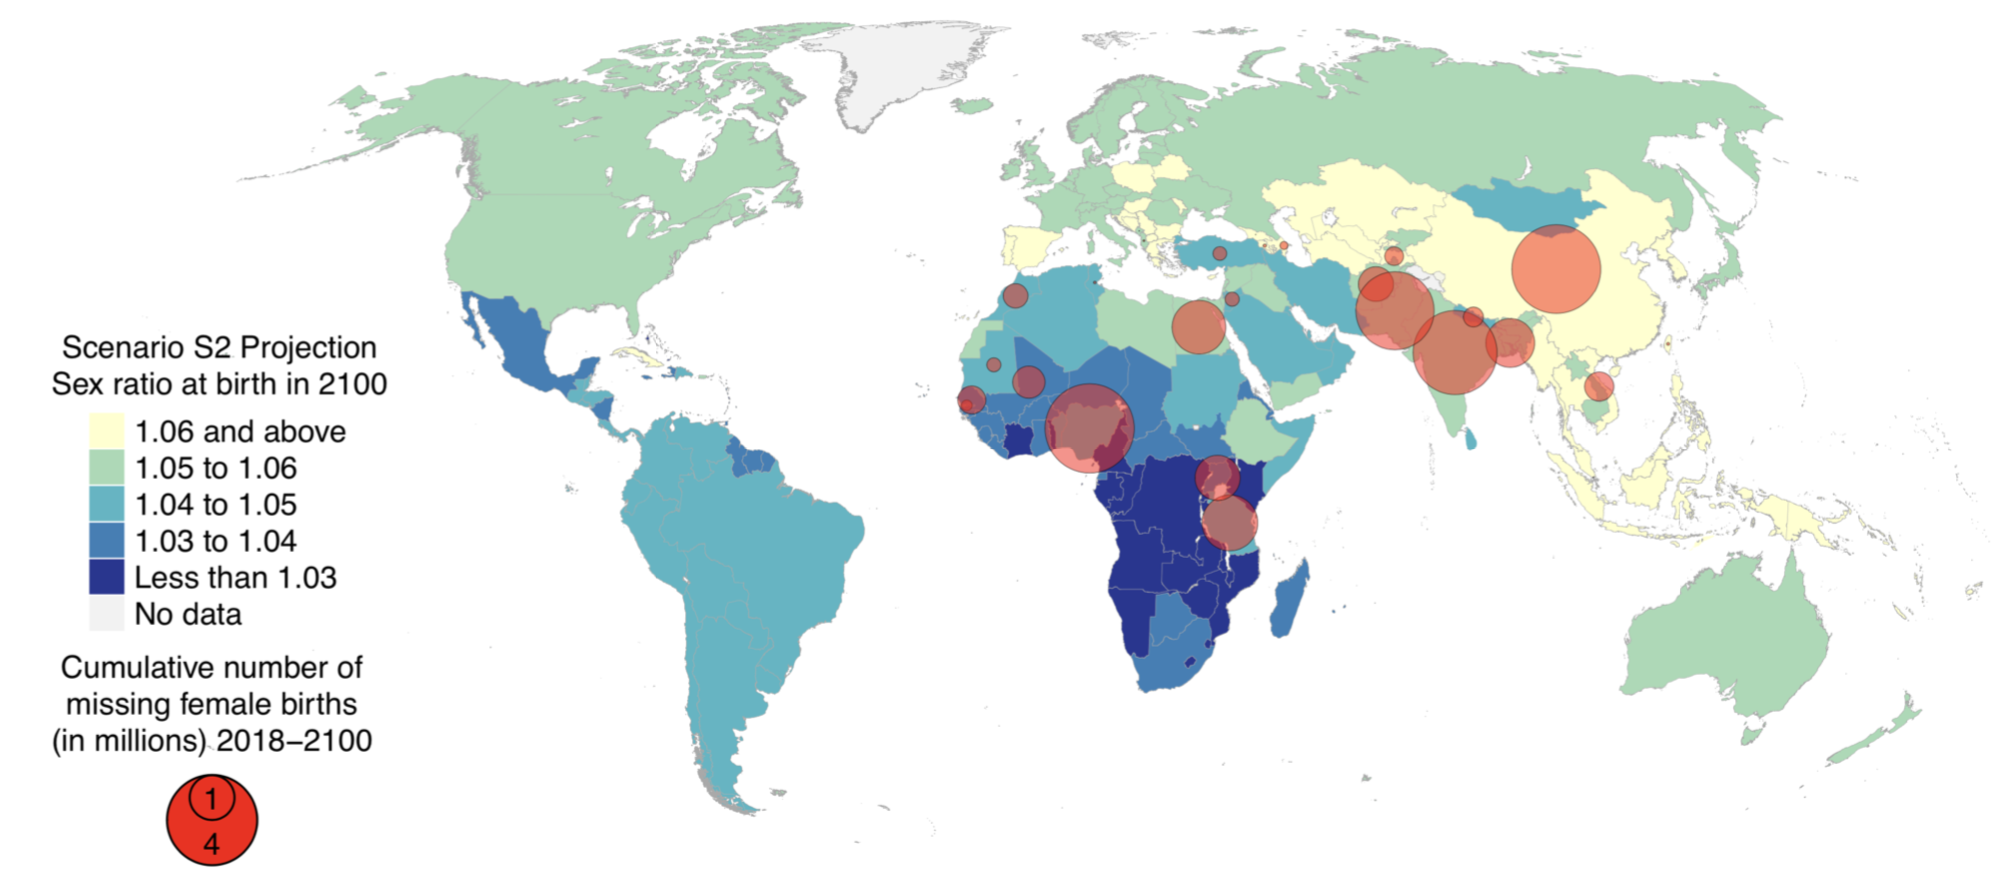 Scenario S2 Projection
Sex ratio at birth in 2100
1.06 and above
1.05 to 1.06
1.04 to 1.05
1.03 to 1.04
Less than 1.03
No data
Cumulative number of
missing female births
(in millions) 2018–2100
1
4